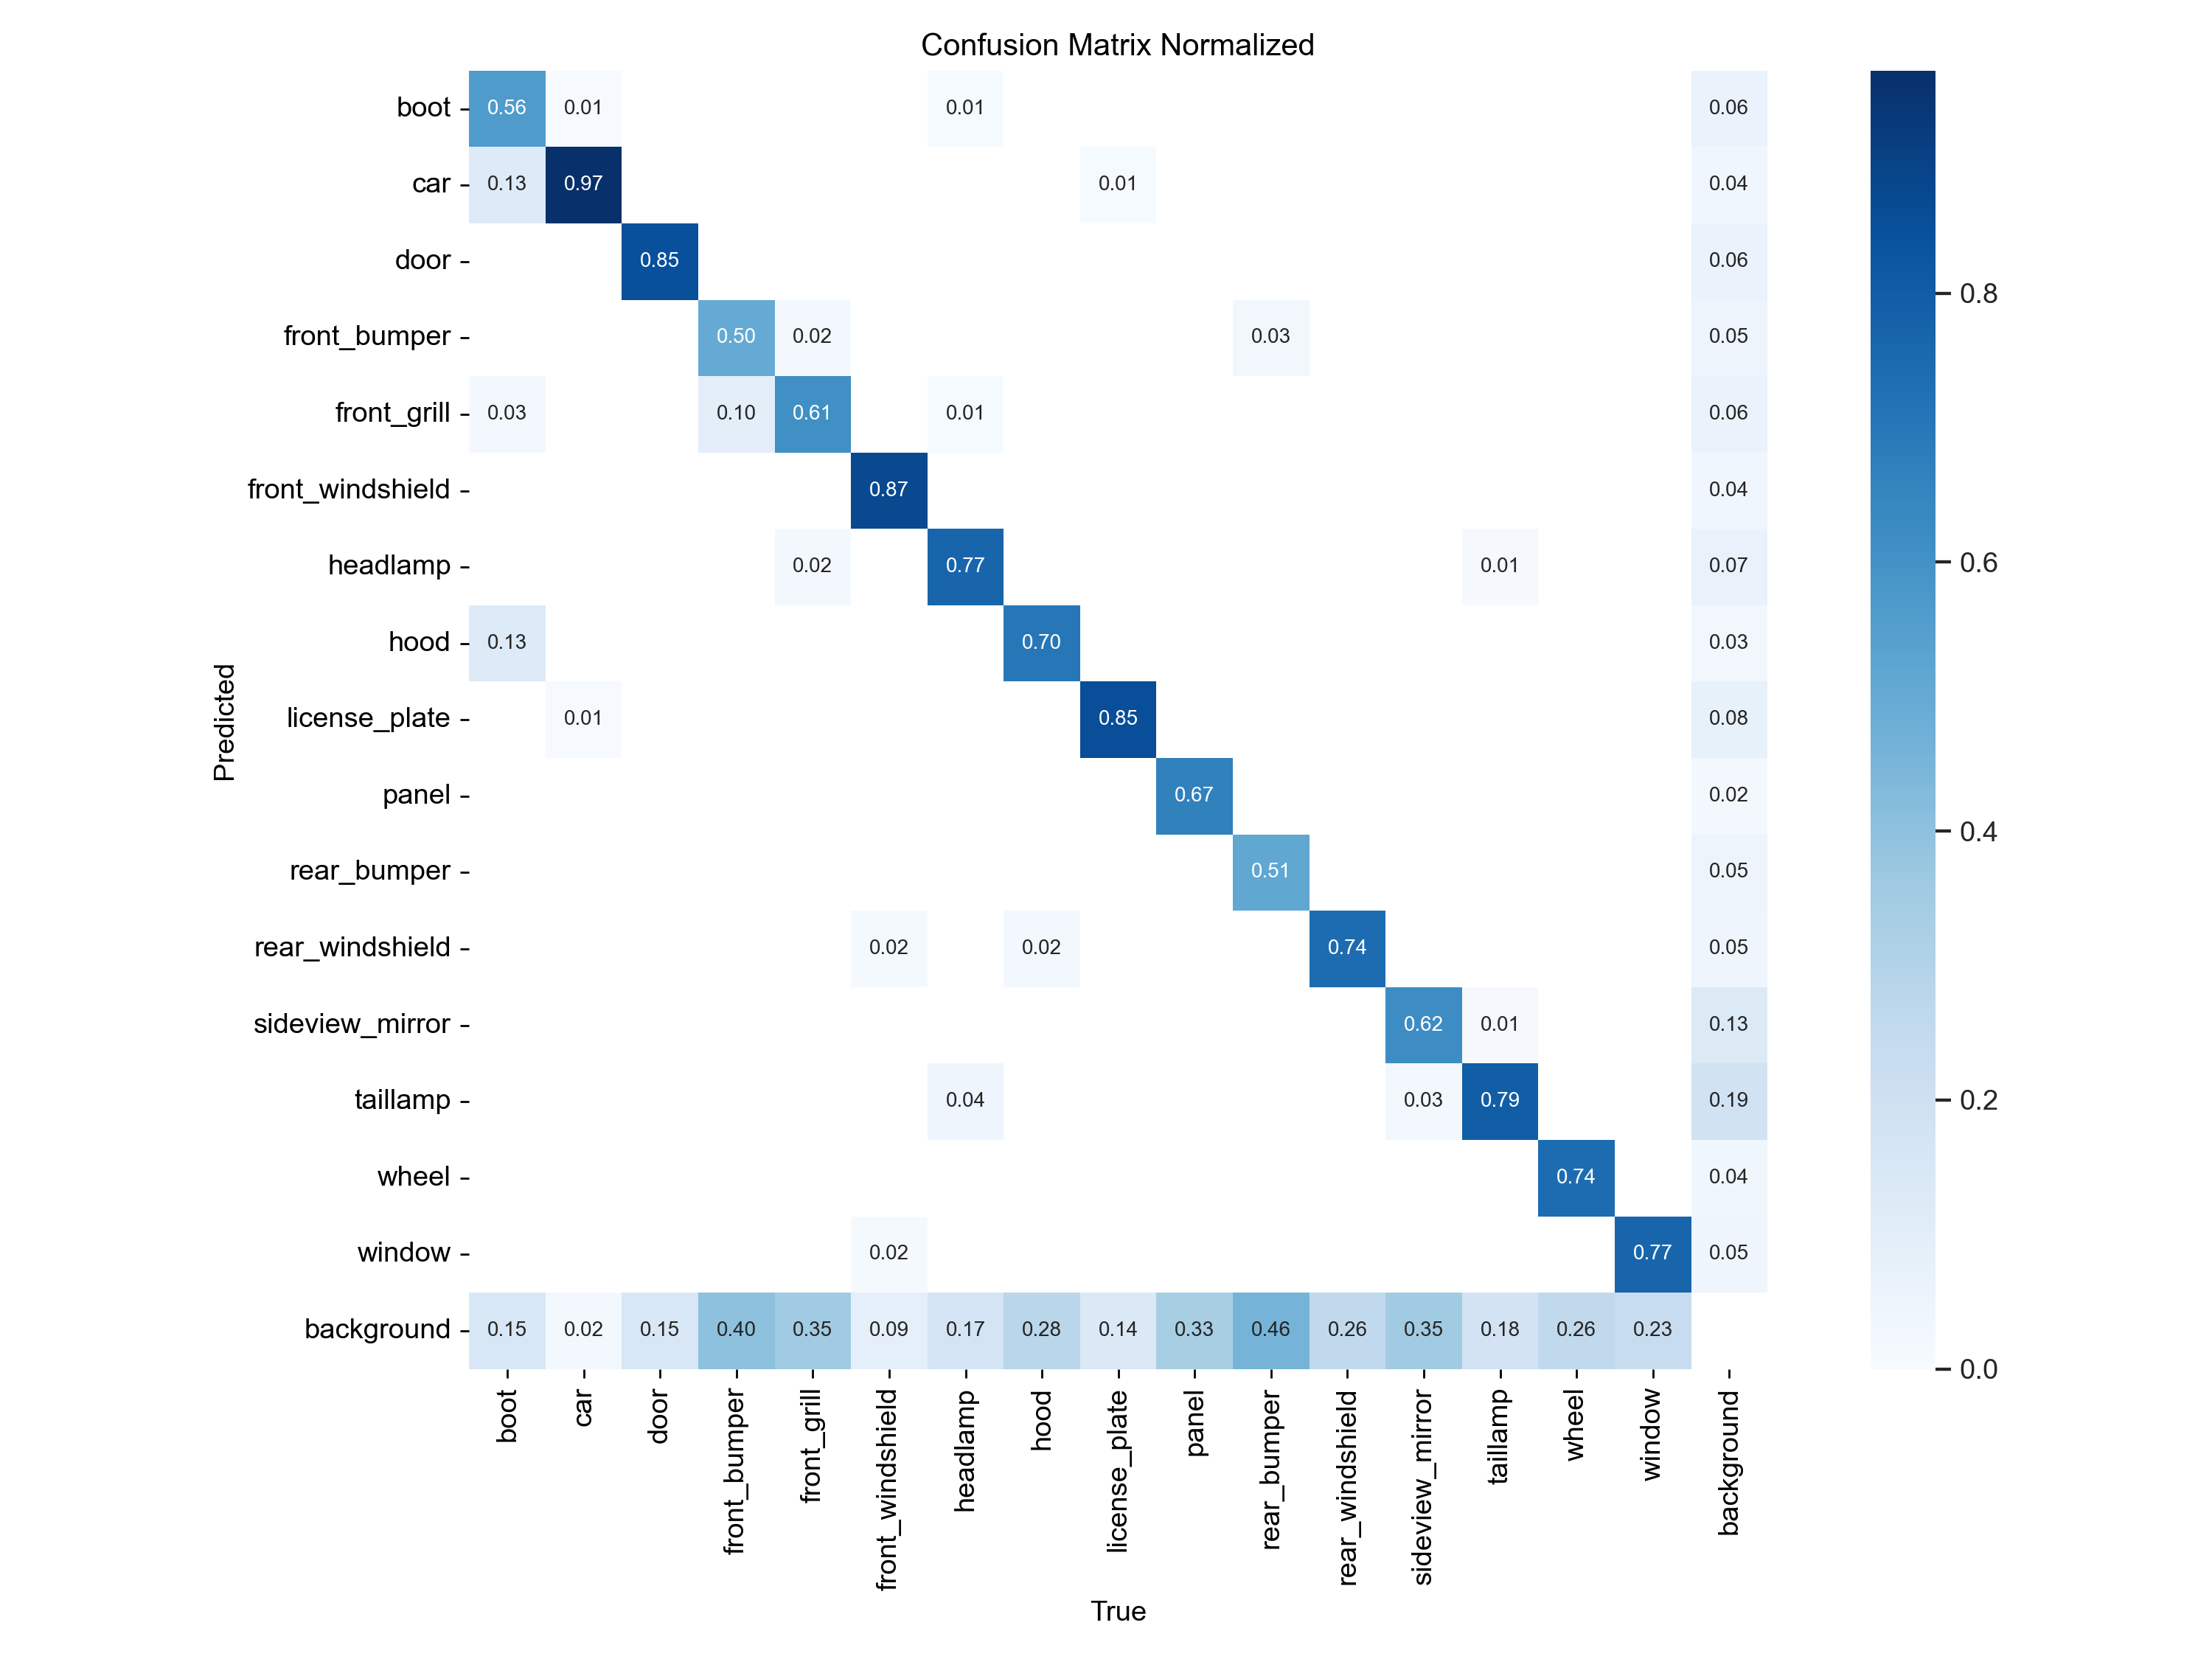 Confusion Matrix Normalized
boot 0.56 0.01 0.01 0.06
car 0.13 0.97 0.01 0.04
door 0.85 0.06
front_bumper 0.50 0.02 0.03 0.05
front_grill 0.03 0.10 0.61 0.01 0.06
front_windshield 0.87 0.04
headlamp 0.02 0.77 0.01 0.07
hood 0.13 0.70 0.03
license_plate 0.01 0.85 0.08
panel 0.67 0.02
rear_bumper 0.51 0.05
rear_windshield 0.02 0.02 0.74 0.05
sideview_mirror 0.62 0.01 0.13
taillamp 0.04 0.03 0.79 0.19
wheel 0.74 0.04
window 0.02 0.77 0.05
background 0.15 0.02 0.15 0.40 0.35 0.09 0.17 0.28 0.14 0.33 0.46 0.26 0.35 0.18 0.26 0.23
Predicted
boot
car
door
front_bumper
front_grill
front_windshield
headlamp
hood
license_plate
panel
rear_bumper
rear_windshield
sideview_mirror
taillamp
wheel
window
background
True
0.8
0.6
0.4
0.2
0.0